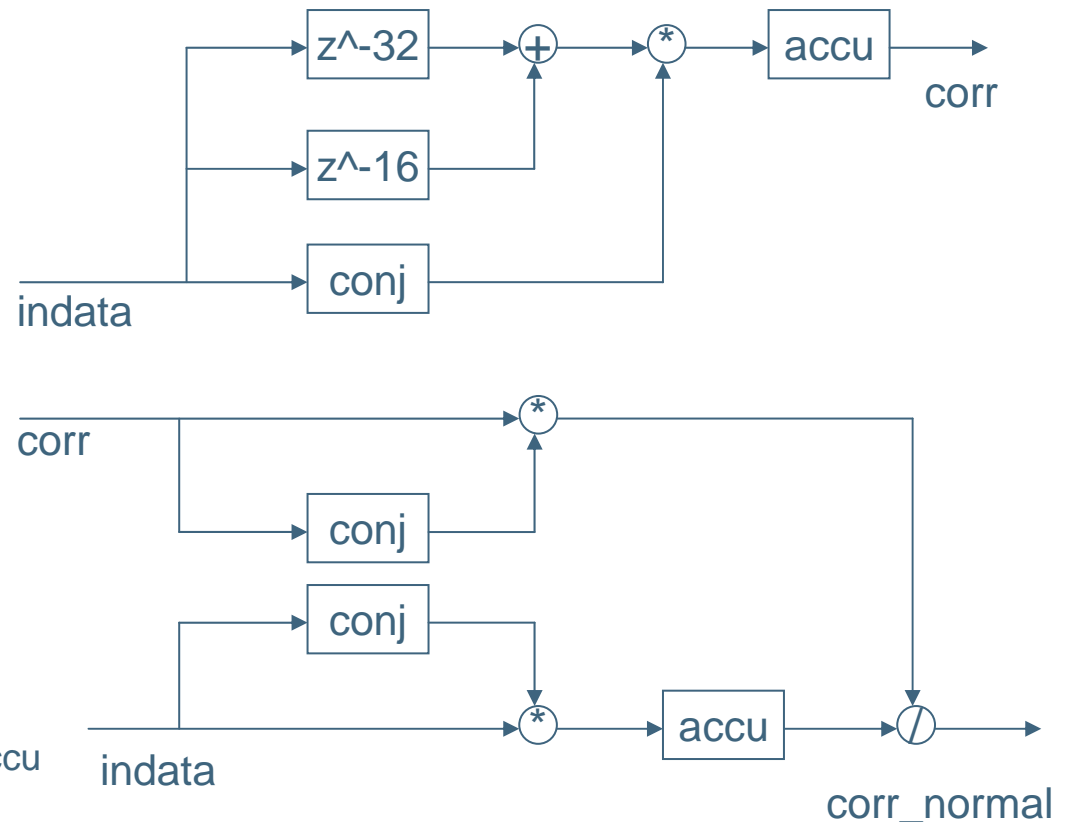 z^-32
+
*
accu
corr
z^-16
conj
indata
*
corr
conj
conj
*
accu
/
indata
corr_normal